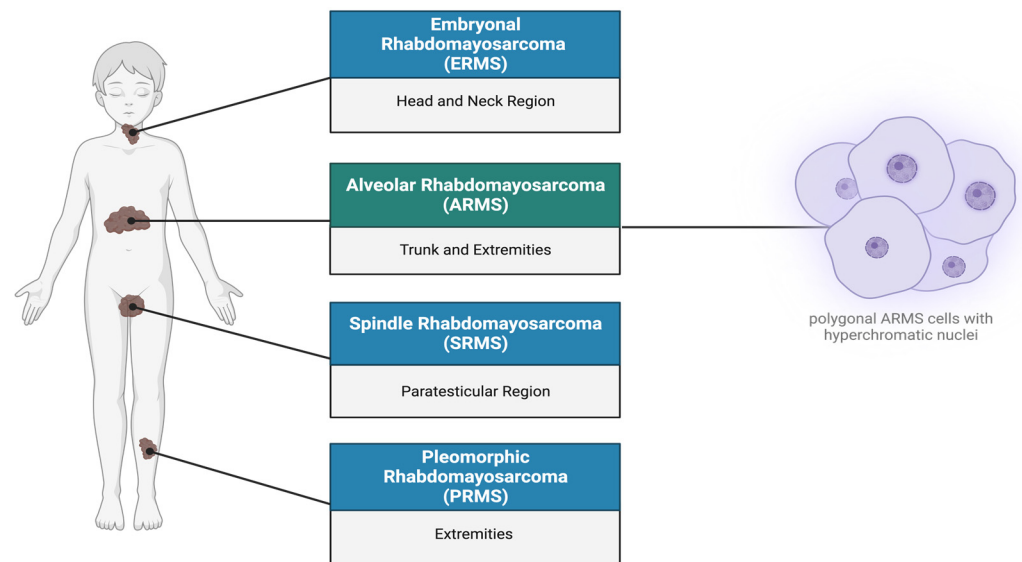 Embryonal
Rhabdomayosarcoma
(ERMS)
Head and Neck Region
Alveolar Rhabdomayosarcoma
(ARMS)
Trunk and Extremities
polygonal ARMS cells with
hyperchromatic nuclei
Spindle Rhabdomayosarcoma
(SRMS)
Paratesticular Region
Pleomorphic
Rhabdomayosarcoma
(PRMS)
Extremities